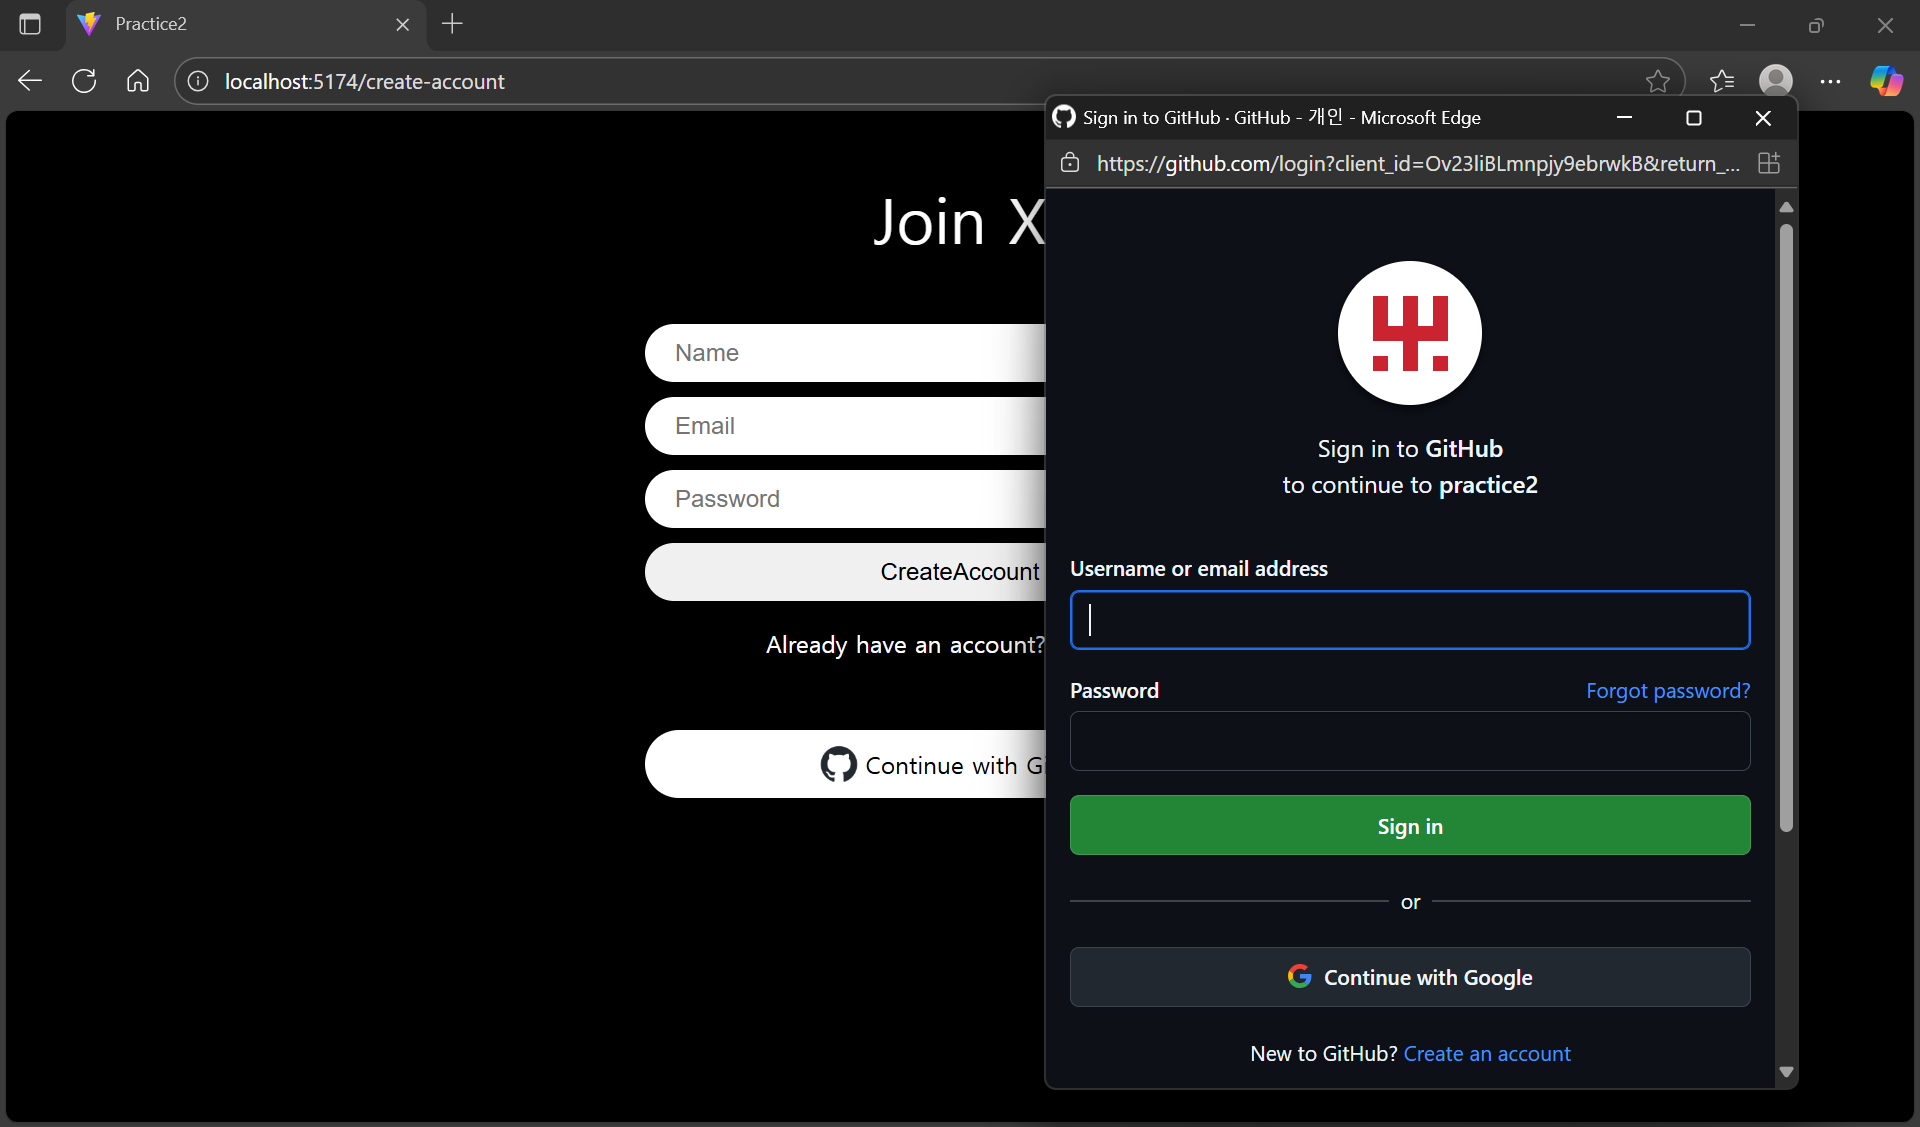 Practice2
localhost:5174/create-account
Join X
Name
Email
Password
CreateAccount
Already have an account?
Continue with Gi
Sign in to GitHub · GitHub - 개인 - Microsoft Edge
https://github.com/login?client_id=Ov23liBLmnpjy9ebrwkB&return_...
Sign in to GitHub
to continue to practice2
Username or email address
Password
Forgot password?
Sign in
or
Continue with Google
New to GitHub? Create an account